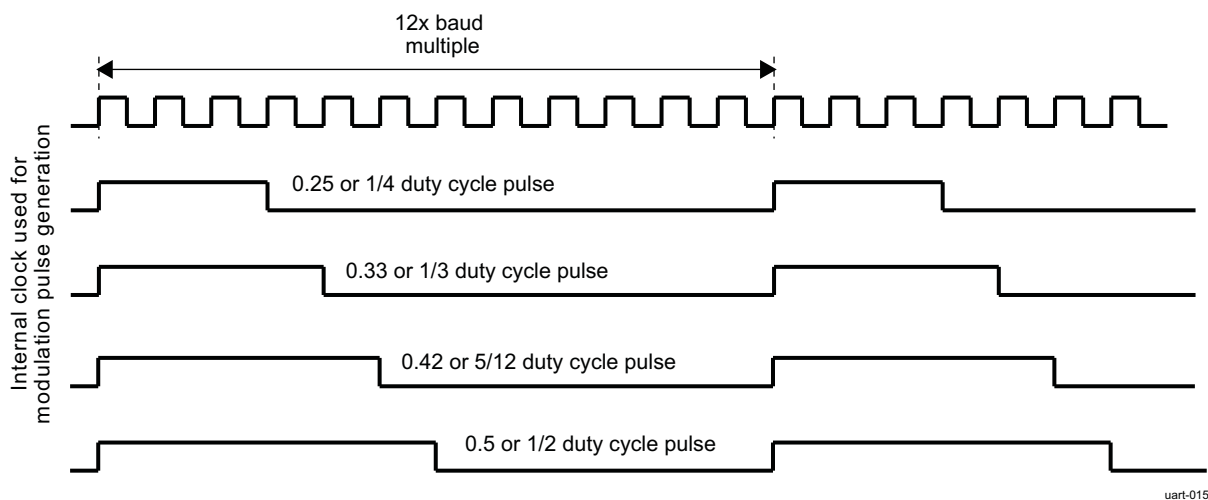 12x baud
multiple
Internal clock used for
modulation pulse generation
0.25 or 1/4 duty cycle pulse
0.33 or 1/3 duty cycle pulse
0.42 or 5/12 duty cycle pulse
0.5 or 1/2 duty cycle pulse
uart-015